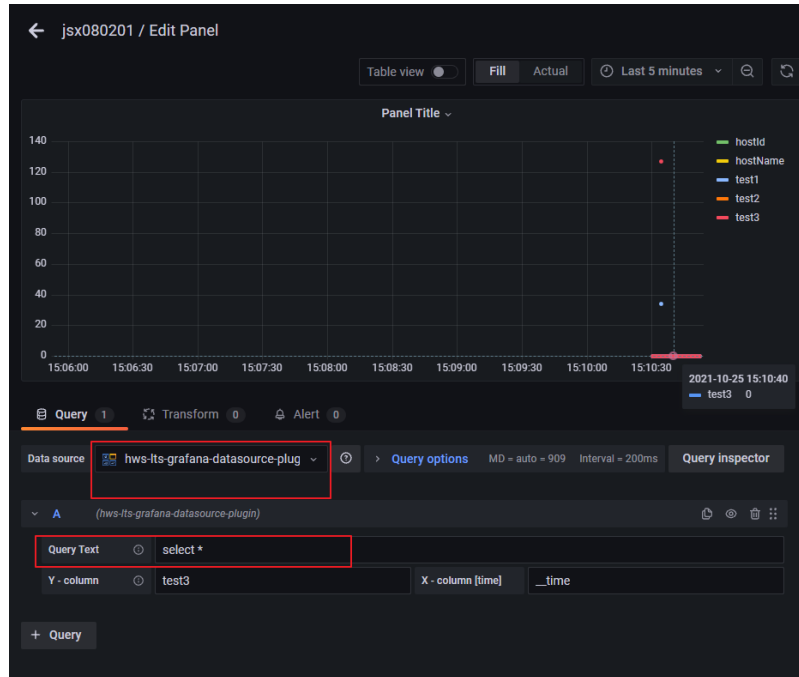 jsx080201 / Edit Panel
Table view Fill Actual Last 5 minutes
Panel Title
140
120
100
80
60
40
20
0
hostId
hostName
test1
test2
test3
15:06:00 15:06:30 15:07:00 15:07:30 15:08:00 15:08:30 15:09:00 15:09:30 15:10:00 15:10:30
2021-10-25 15:10:40
test3 0
Query 1 Transform 0 Alert 0
Data source hws-lts-grafana-datasource-plug Query options MD = auto = 909 Interval = 200ms Query inspector
A (hws-lts-grafana-datasource-plugin)
Query Text select *
Y - column test3 X - column [time] __time
+ Query